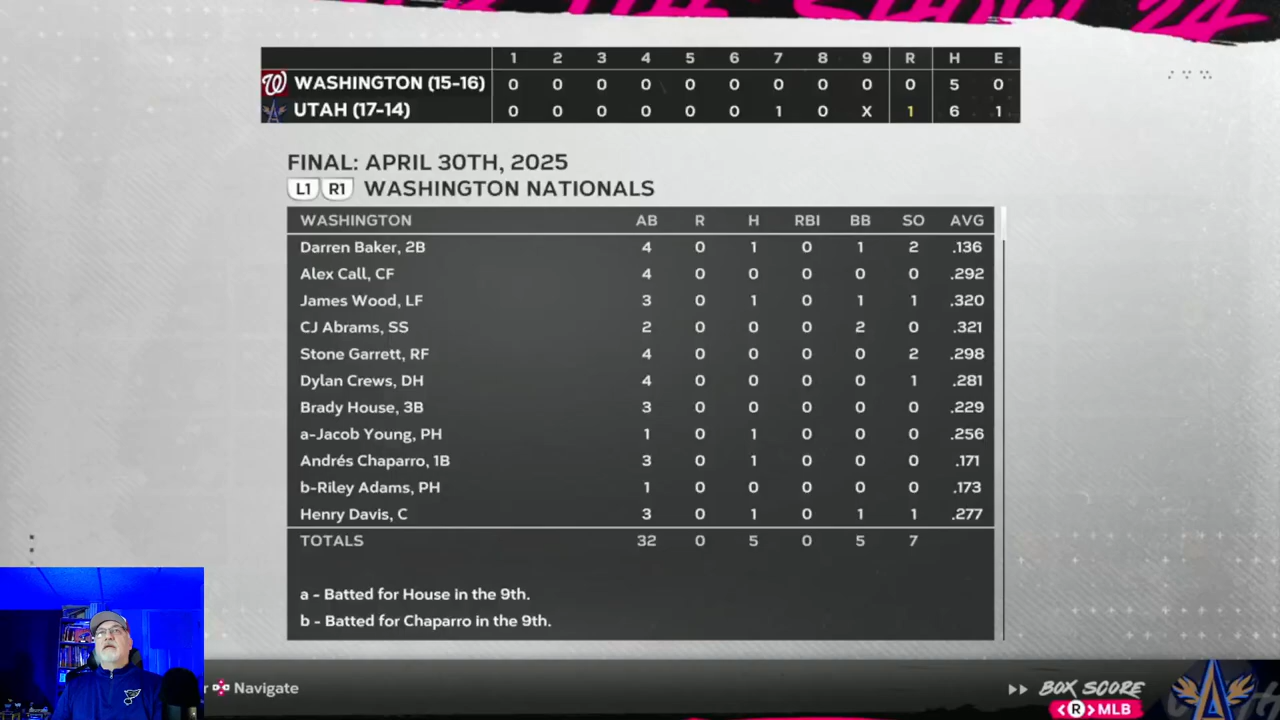 THE SHOW 24
1 2 3 4 5 6 7 8 9 R H E
W WASHINGTON (15-16) 0 0 0 0 0 0 0 0 0 0 5 0
UTAH (17-14) 0 0 0 0 0 0 1 0 X 1 6 1
FINAL: APRIL 30TH, 2025
L1 R1 WASHINGTON NATIONALS
WASHINGTON AB R H RBI BB SO AVG
Darren Baker, 2B 4 0 1 0 1 2 .136
Alex Call, CF 4 0 0 0 0 0 .292
James Wood, LF 3 0 1 0 1 1 .320
CJ Abrams, SS 2 0 0 0 2 0 .321
Stone Garrett, RF 4 0 0 0 0 2 .298
Dylan Crews, DH 4 0 0 0 0 1 .281
Brady House, 3B 3 0 0 0 0 0 .229
a-Jacob Young, PH 1 0 1 0 0 0 .256
Andrés Chaparro, 1B 3 0 1 0 0 0 .171
b-Riley Adams, PH 1 0 0 0 0 0 .173
Henry Davis, C 3 0 1 0 1 1 .277
TOTALS 32 0 5 0 5 7
a - Batted for House in the 9th.
b - Batted for Chaparro in the 9th.
Navigate
BOX SCORE
R MLB